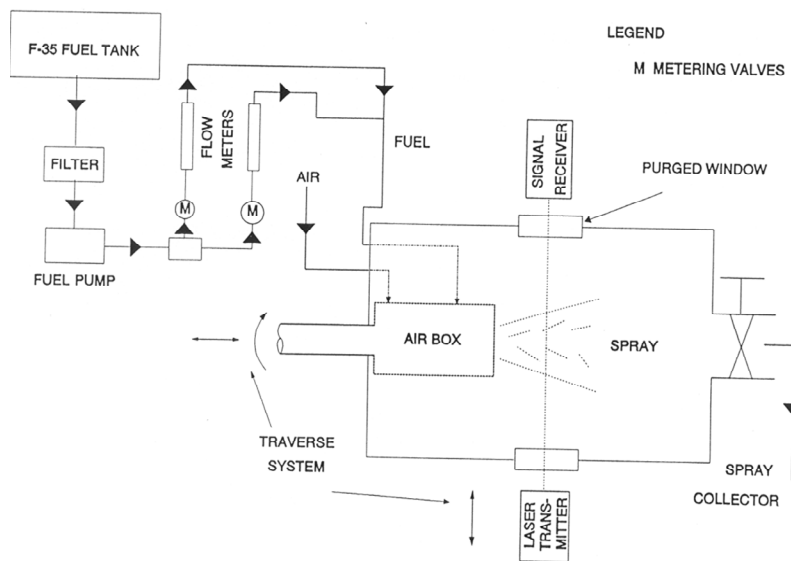 LEGEND
M METERING VALVES
F-35 FUEL TANK
FILTER
FUEL PUMP
M
M
FLOW
METERS
AIR
FUEL
SIGNAL
RECEIVER
PURGED WINDOW
AIR BOX
SPRAY
TRAVERSE
SYSTEM
LASER
TRANS-
MITTER
SPRAY
COLLECTOR